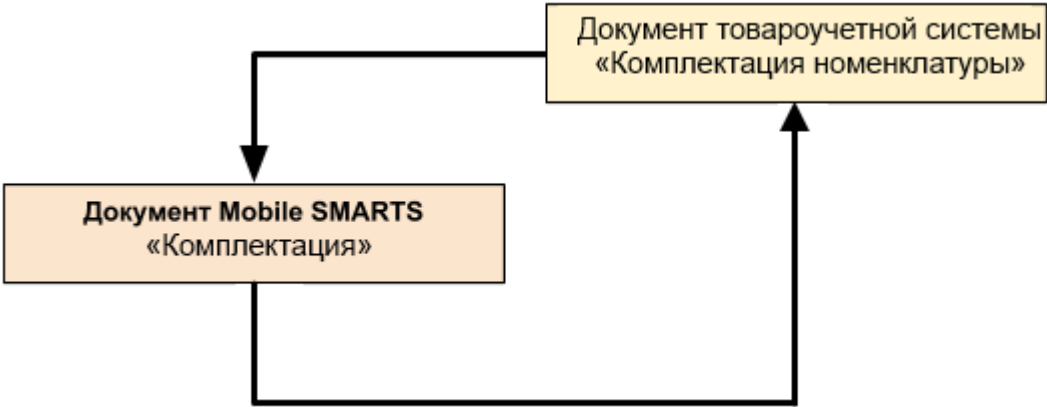 Документ товароучетной системы
«Комплектация номенклатуры»
Документ Mobile SMARTS
«Комплектация»